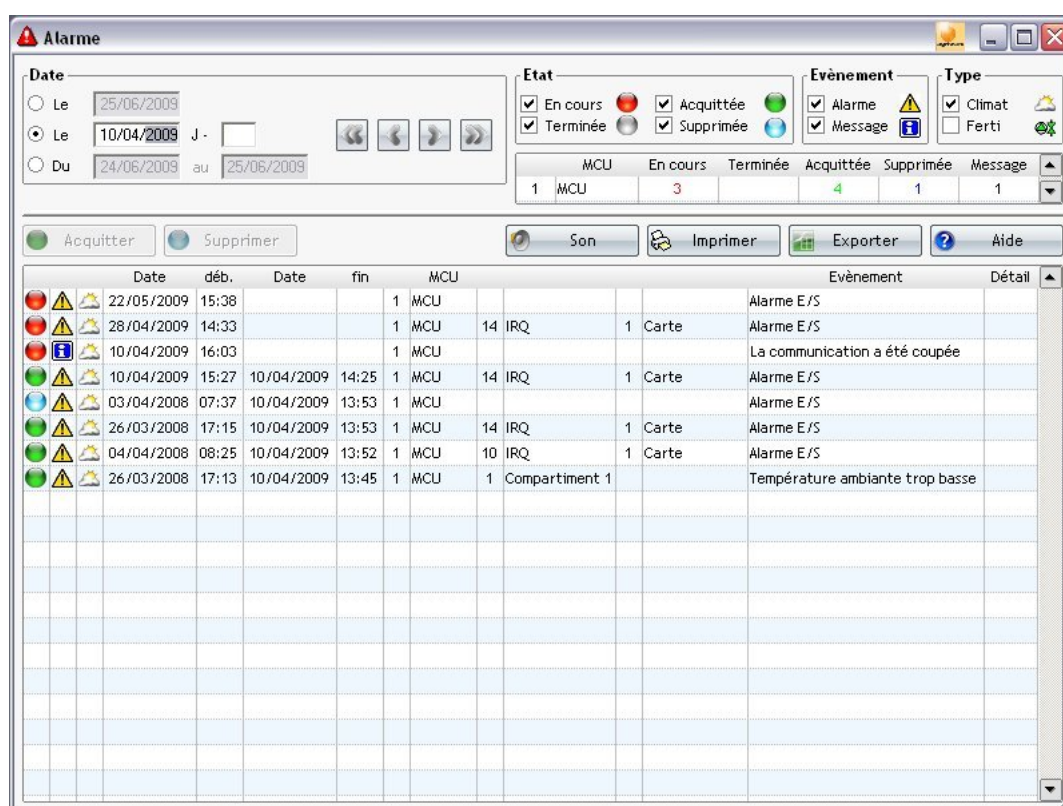 Alarme
Date
Le 25/06/2009
Le 10/04/2009 J -
Du 24/06/2009 au 25/06/2009
Etat
En cours Acquittée
Terminée Supprimée
Evènement
Alarme
Message
Type
Climat
Ferti
MCU En cours Terminée Acquittée Supprimée Message
1 MCU 3 4 1 1
Acquitter Supprimer Son Imprimer Exporter Aide
Date déb. Date fin MCU Evènement Détail
22/05/2009 15:38 1 MCU Alarme E/S
28/04/2009 14:33 1 MCU 14 IRQ 1 Carte Alarme E/S
10/04/2009 16:03 1 MCU La communication a été coupée
10/04/2009 15:27 10/04/2009 14:25 1 MCU 14 IRQ 1 Carte Alarme E/S
03/04/2008 07:37 10/04/2009 13:53 1 MCU Alarme E/S
26/03/2008 17:15 10/04/2009 13:53 1 MCU 14 IRQ 1 Carte Alarme E/S
04/04/2008 08:25 10/04/2009 13:52 1 MCU 10 IRQ 1 Carte Alarme E/S
26/03/2008 17:13 10/04/2009 13:45 1 MCU 1 Compartiment 1 Température ambiante trop basse